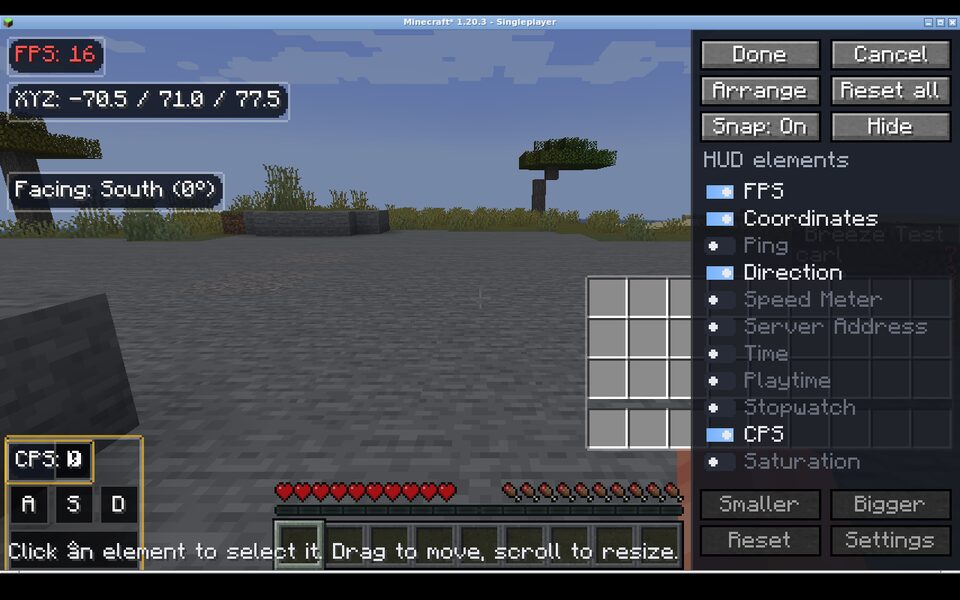 Minecraft* 1.20.3 - Singleplayer
FPS: 16
XYZ: -70.5 / 71.0 / 77.5
Facing: South (0°)
Done
Cancel
Arrange
Reset all
Snap: On
Hide
HUD elements
FPS
Coordinates
Ping
Direction
Speed Meter
Server Address
Time
Playtime
Stopwatch
CPS
Saturation
Smaller
Bigger
Reset
Settings
Breeze Test
carl
CPS: 0
A S D
Click an element to select it. Drag to move, scroll to resize.